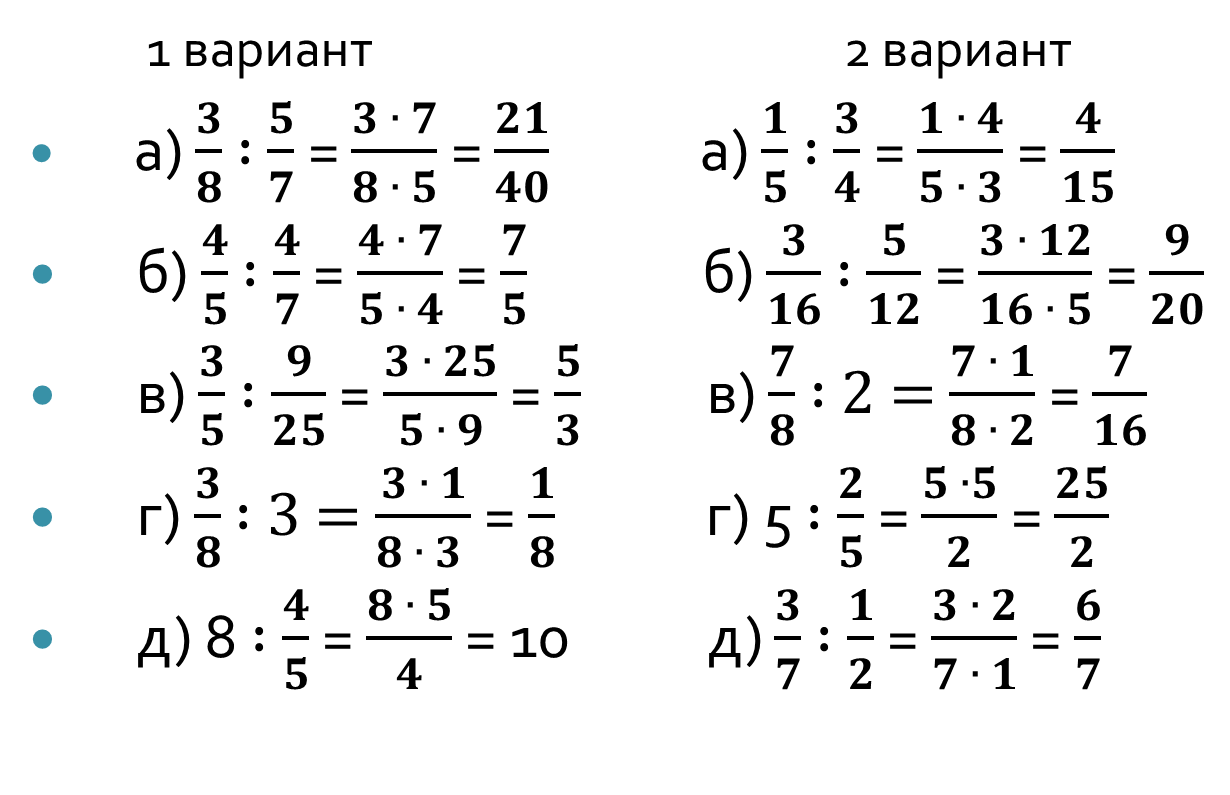 1 вариант 2 вариант
• а) 3/8 : 5/7 = 3 · 7/8 · 5 = 21/40 а) 1/5 : 3/4 = 1 · 4/5 · 3 = 4/15
• б) 4/5 : 4/7 = 4 · 7/5 · 4 = 7/5 б) 3/16 : 5/12 = 3 · 12/16 · 5 = 9/20
• в) 3/5 : 9/25 = 3 · 25/5 · 9 = 5/3 в) 7/8 : 2 = 7 · 1/8 · 2 = 7/16
• г) 3/8 : 3 = 3 · 1/8 · 3 = 1/8 г) 5 : 2/5 = 5 ·5/2 = 25/2
• д) 8 : 4/5 = 8 · 5/4 = 10 д) 3/7 : 1/2 = 3 · 2/7 · 1 = 6/7